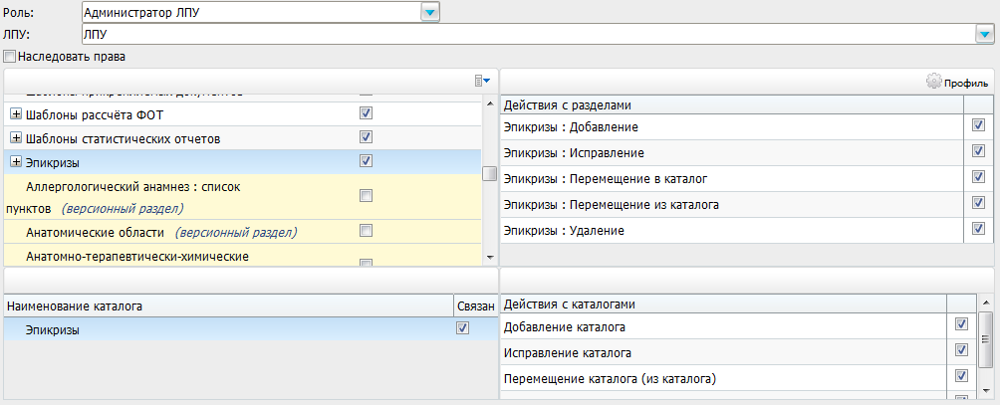 Роль: Администратор ЛПУ
ЛПУ: ЛПУ
Наследовать права
Профиль
Шаблоны прикрепляемых документов
Шаблоны рассчёта ФОТ
Шаблоны статистических отчетов
Эпикризы
Аллергологический анамнез : список
пунктов (версионный раздел)
Анатомические области (версионный раздел)
Анатомно-терапевтически-химические
Действия с разделами
Эпикризы : Добавление
Эпикризы : Исправление
Эпикризы : Перемещение в каталог
Эпикризы : Перемещение из каталога
Эпикризы : Удаление
Наименование каталога Связан
Эпикризы
Действия с каталогами
Добавление каталога
Исправление каталога
Перемещение каталога (из каталога)